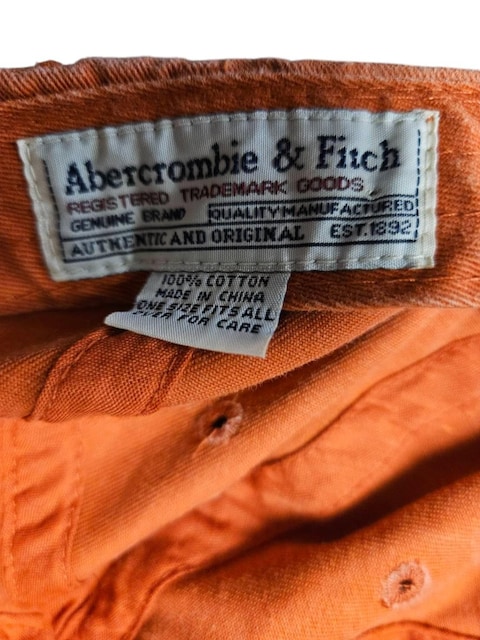 Abercrombie & Fitch
REGISTERED TRADEMARK GOODS
GENUINE BRAND QUALITY MANUFACTURED
AUTHENTIC AND ORIGINAL EST.1892
100% COTTON
MADE IN CHINA
ONE SIZE FITS ALL
OVER FOR CARE